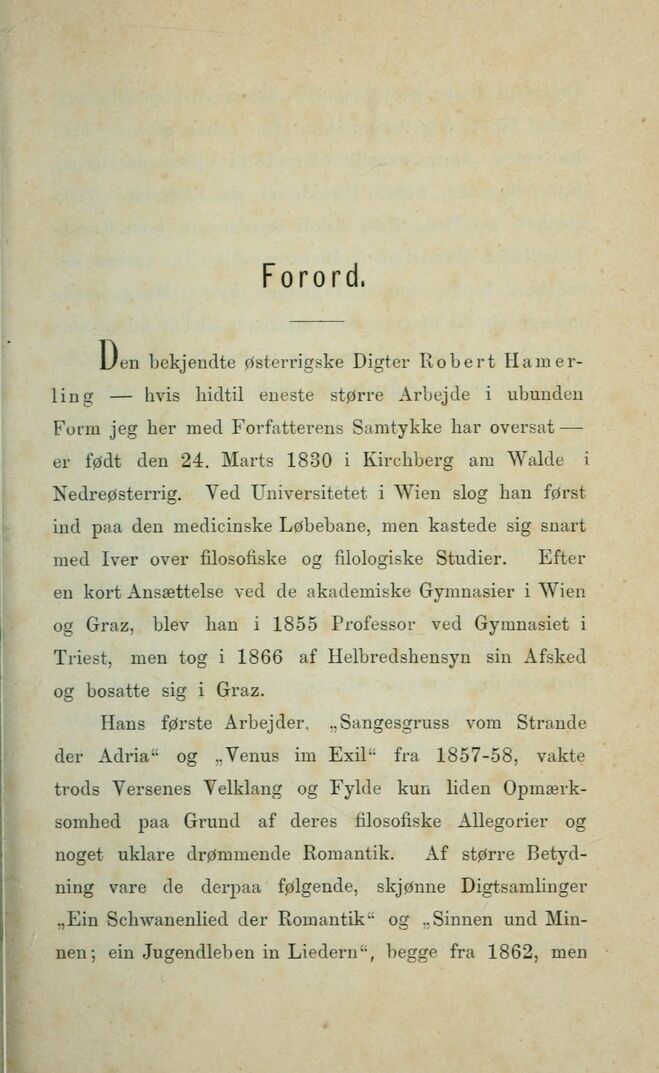 Forord.
Den bekjendte østerrigske Digter Robert Hamer-
ling — hvis hidtil eneste større Arbejde i ubunden
Form jeg her med Forfatterens Samtykke har oversat —
er født den 24. Marts 1830 i Kirchberg am Walde i
Nedreøsterrig. Ved Universitetet i Wien slog han først
ind paa den medicinske Løbebane, men kastede sig snart
med Iver over filosofiske og filologiske Studier. Efter
en kort Ansættelse ved de akademiske Gymnasier i Wien
og Graz, blev han i 1855 Professor ved Gymnasiet i
Triest, men tog i 1866 af Helbredshensyn sin Afsked
og bosatte sig i Graz.
Hans første Arbejder, „Sangesgruss vom Strande
der Adria“ og „Venus im Exil“ fra 1857-58, vakte
trods Versenes Velklang og Fylde kun liden Opmærk-
somhed paa Grund af deres filosofiske Allegorier og
noget uklare drømmende Romantik. Af større Betyd-
ning vare de derpaa følgende, skjønne Digtsamlinger
„Ein Schwanenlied der Romantik“ og „Sinnen und Min-
nen; ein Jugendleben in Liedern“, begge fra 1862, men